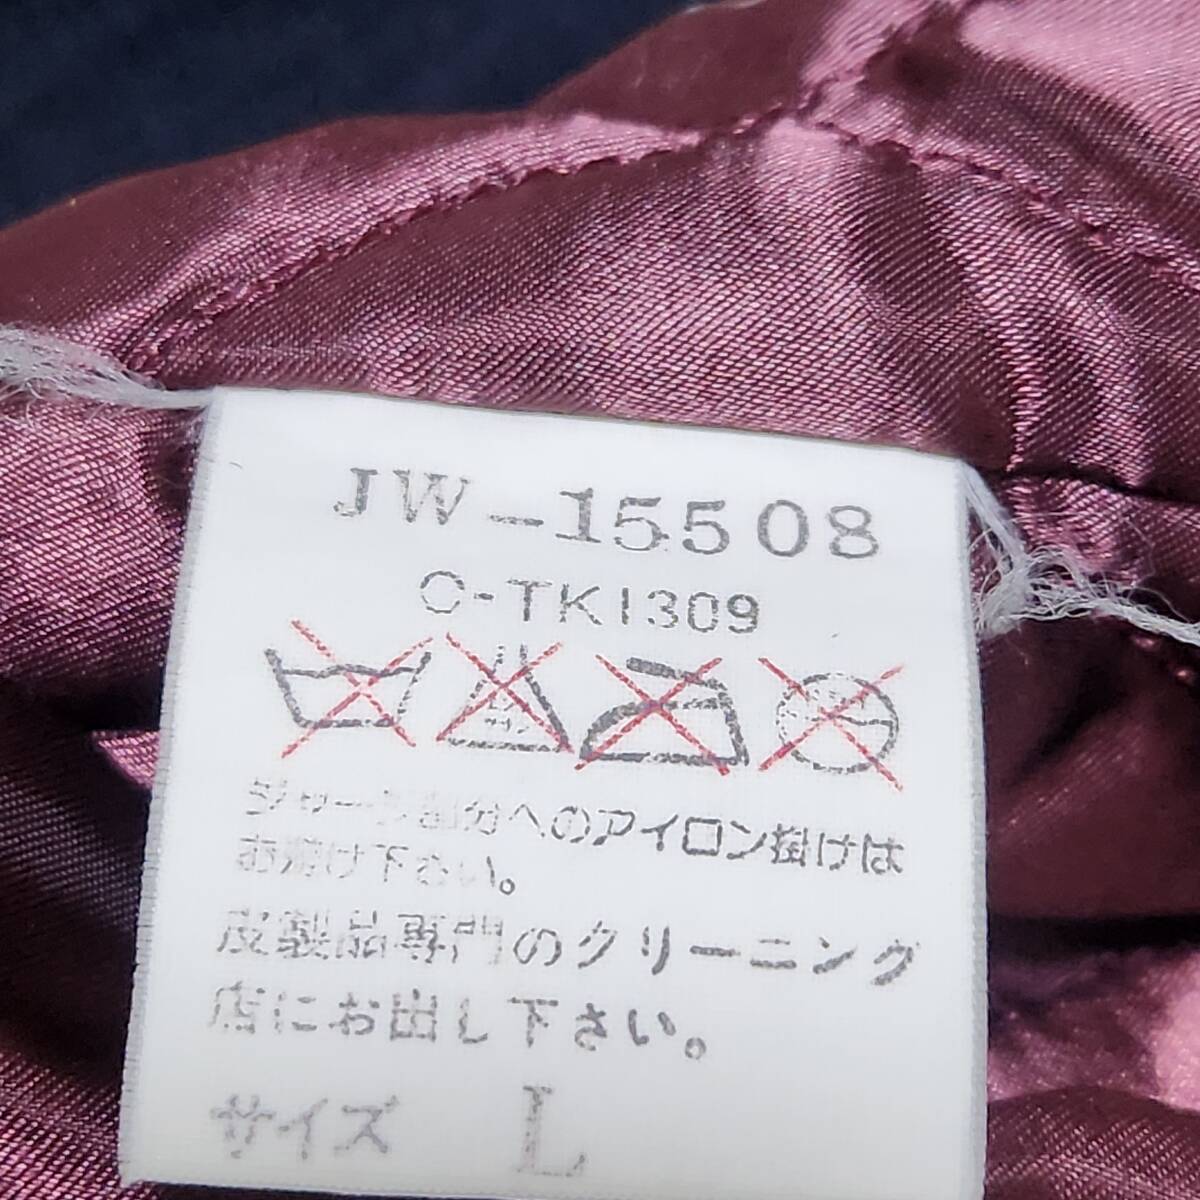 JW-15508
C-TK1309
ジャージ部分へのアイロン掛けは
お避け下さい。
皮製品専門のクリーニング
店にお出し下さい。
サイズ L